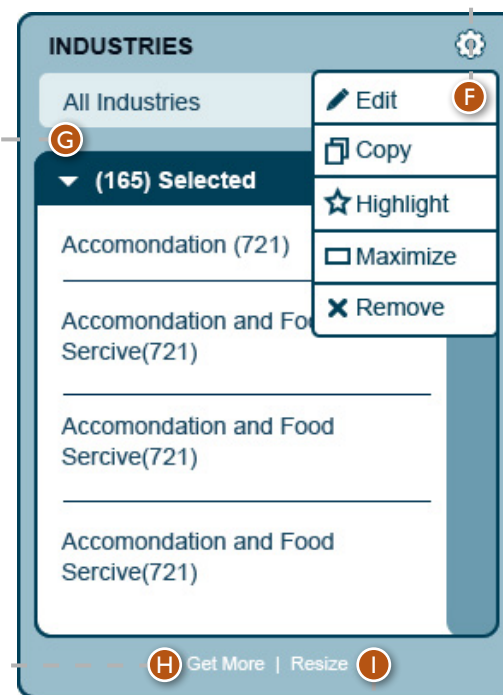 INDUSTRIES
All Industries
Edit
F
G
Copy
(165) Selected
Highlight
Accomondation (721)
Maximize
Remove
Accomondation and Foo
Sercive(721)
Accomondation and Food
Sercive(721)
Accomondation and Food
Sercive(721)
H Get More | Resize I